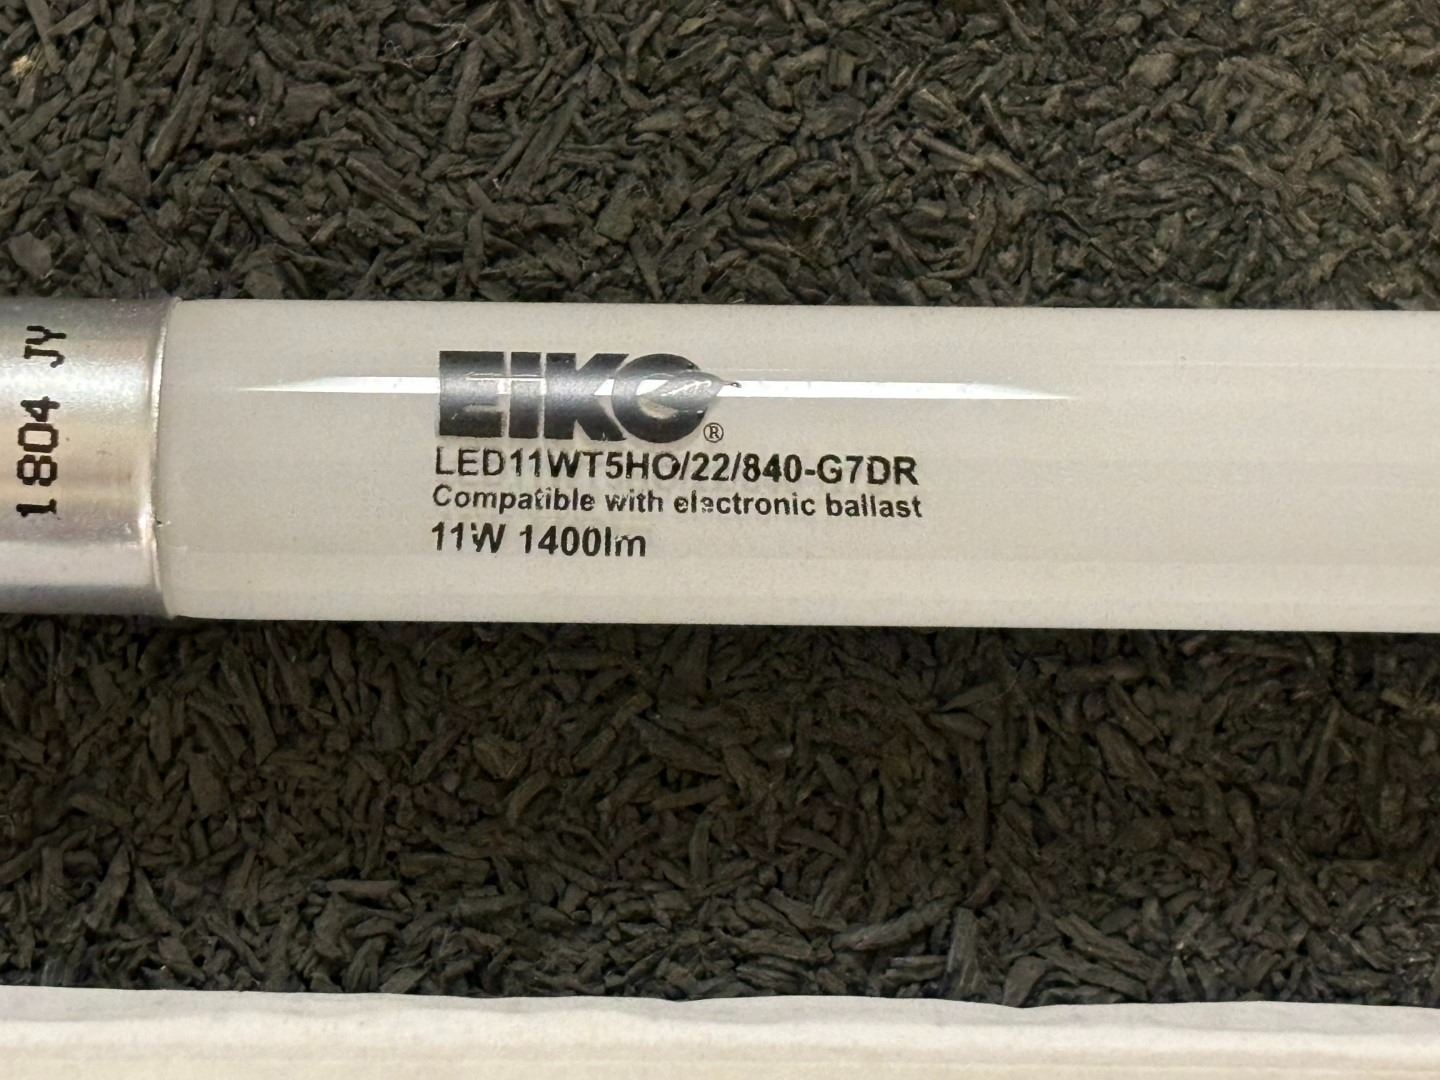 1804 JY
EIKO®
LED11WT5HO/22/840-G7DR
Compatible with electronic ballast
11W 1400lm